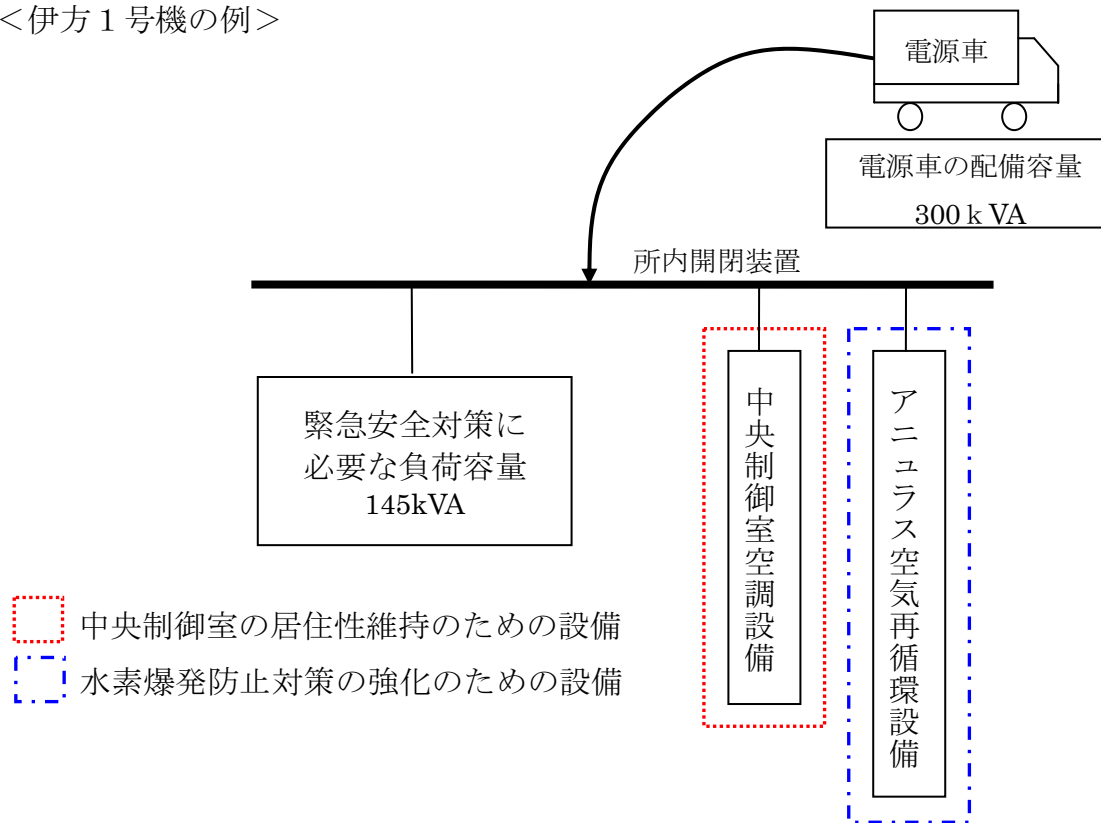 ＜伊方１号機の例＞
電源車
電源車の配備容量
300ｋVA
所内開閉装置
緊急安全対策に
必要な負荷容量
145kVA
中央制御室空調設備
アニュラス空気再循環設備
中央制御室の居住性維持のための設備
水素爆発防止対策の強化のための設備